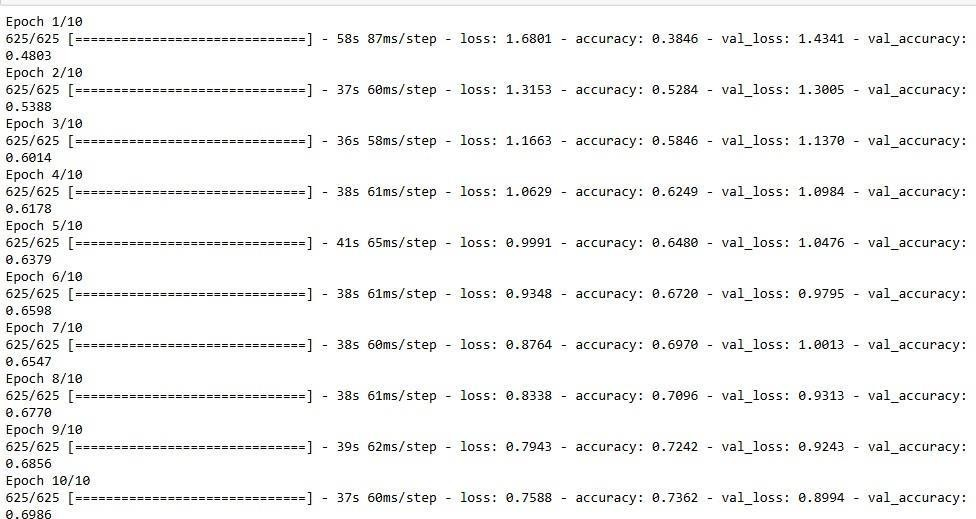 Epoch 1/10
625/625 [==============================] - 58s 87ms/step - loss: 1.6801 - accuracy: 0.3846 - val_loss: 1.4341 - val_accuracy:
0.4803
Epoch 2/10
625/625 [==============================] - 37s 60ms/step - loss: 1.3153 - accuracy: 0.5284 - val_loss: 1.3005 - val_accuracy:
0.5388
Epoch 3/10
625/625 [==============================] - 36s 58ms/step - loss: 1.1663 - accuracy: 0.5846 - val_loss: 1.1370 - val_accuracy:
0.6014
Epoch 4/10
625/625 [==============================] - 38s 61ms/step - loss: 1.0629 - accuracy: 0.6249 - val_loss: 1.0984 - val_accuracy:
0.6178
Epoch 5/10
625/625 [==============================] - 41s 65ms/step - loss: 0.9991 - accuracy: 0.6480 - val_loss: 1.0476 - val_accuracy:
0.6379
Epoch 6/10
625/625 [==============================] - 38s 61ms/step - loss: 0.9348 - accuracy: 0.6720 - val_loss: 0.9795 - val_accuracy:
0.6598
Epoch 7/10
625/625 [==============================] - 38s 60ms/step - loss: 0.8764 - accuracy: 0.6970 - val_loss: 1.0013 - val_accuracy:
0.6547
Epoch 8/10
625/625 [==============================] - 38s 61ms/step - loss: 0.8338 - accuracy: 0.7096 - val_loss: 0.9313 - val_accuracy:
0.6770
Epoch 9/10
625/625 [==============================] - 39s 62ms/step - loss: 0.7943 - accuracy: 0.7242 - val_loss: 0.9243 - val_accuracy:
0.6856
Epoch 10/10
625/625 [==============================] - 37s 60ms/step - loss: 0.7588 - accuracy: 0.7362 - val_loss: 0.8994 - val_accuracy:
0.6986